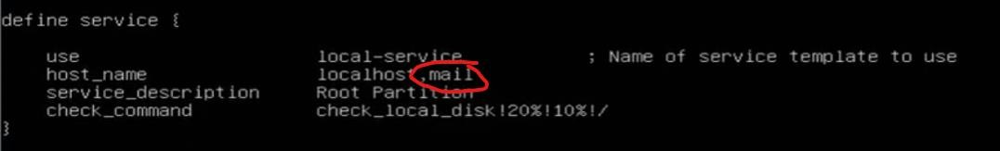 define service {
use local-service ; Name of service template to use
host_name localhost,mail
service_description Root Partition
check_command check_local_disk!20%!10%!/
}